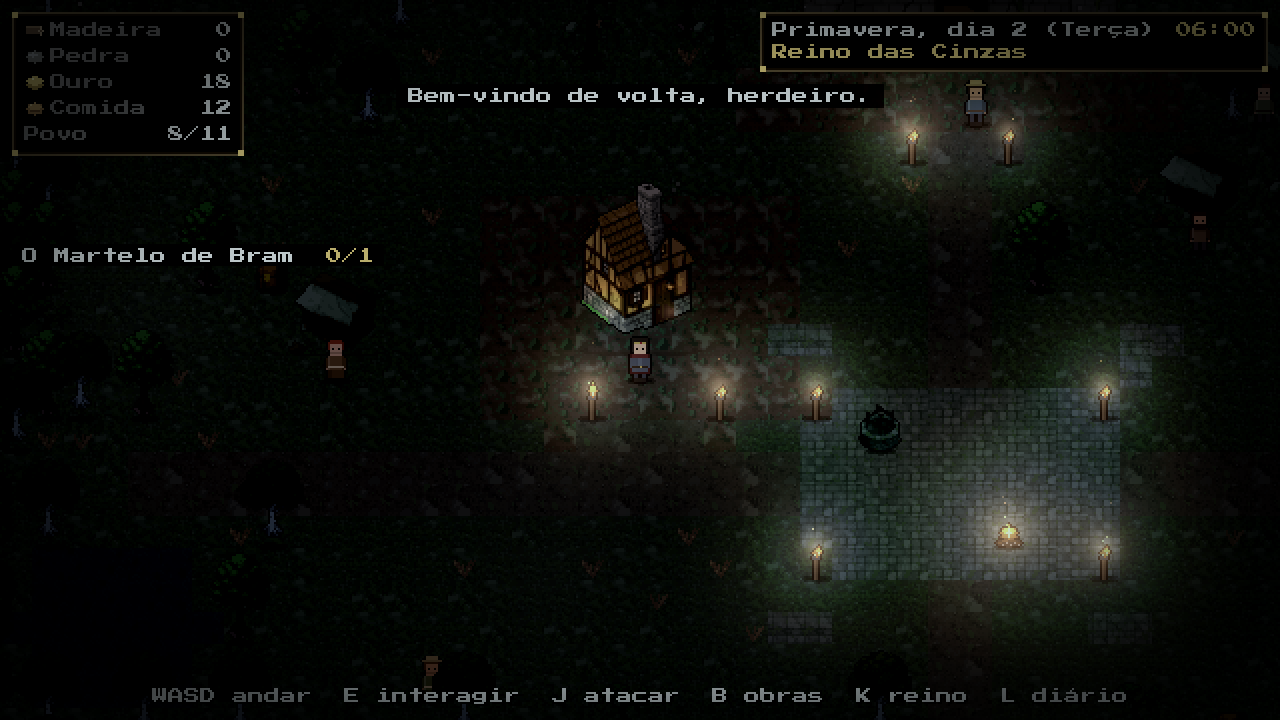 Madeira 0
Pedra 0
Ouro 18
Comida 12
Povo 8/11
Primavera, dia 2 (Terça) 06:00
Reino das Cinzas
Bem-vindo de volta, herdeiro.
O Martelo de Bram 0/1
WASD andar E interagir J atacar B obras K reino L diário